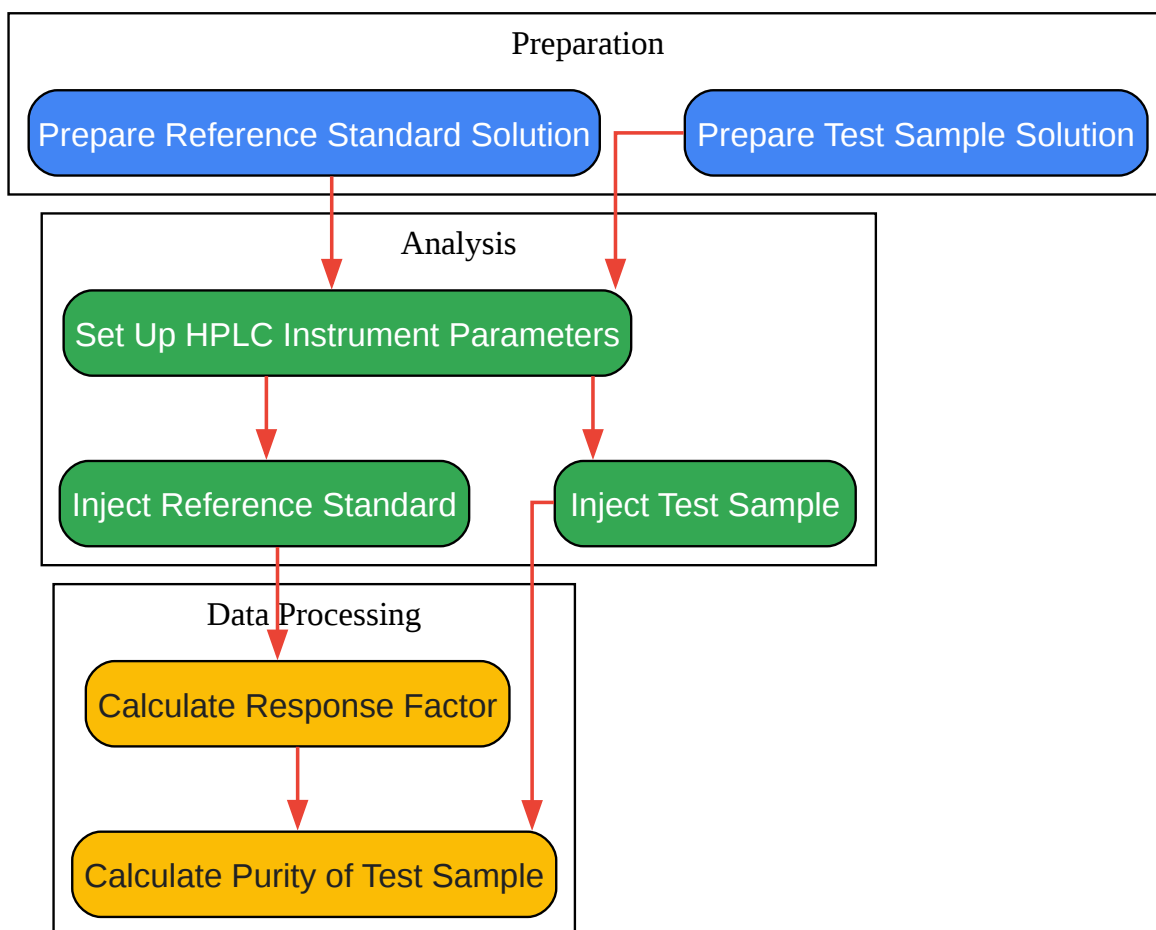 Preparation
Prepare Reference Standard Solution
Prepare Test Sample Solution
Analysis
Set Up HPLC Instrument Parameters
Inject Reference Standard
Inject Test Sample
Data Processing
Calculate Response Factor
Calculate Purity of Test Sample